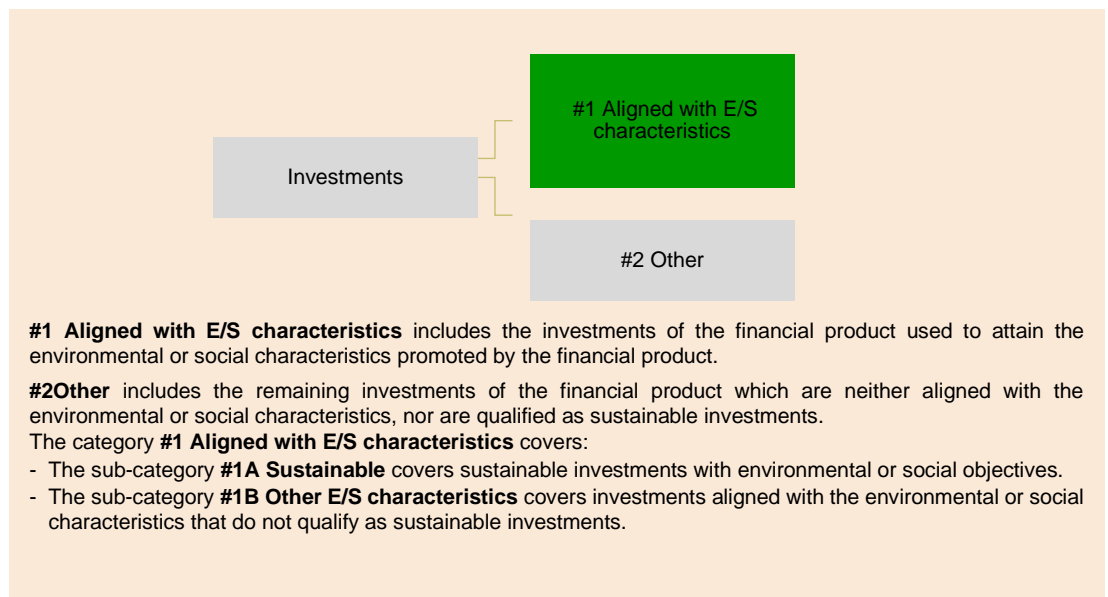 #1 Aligned with E/S
characteristics
Investments
#2 Other
#1 Aligned with E/S characteristics includes the investments of the financial product used to attain the
environmental or social characteristics promoted by the financial product.
#2Other includes the remaining investments of the financial product which are neither aligned with the
environmental or social characteristics, nor are qualified as sustainable investments.
The category #1 Aligned with E/S characteristics covers:
- The sub-category #1A Sustainable covers sustainable investments with environmental or social objectives.
- The sub-category #1B Other E/S characteristics covers investments aligned with the environmental or social
characteristics that do not qualify as sustainable investments.